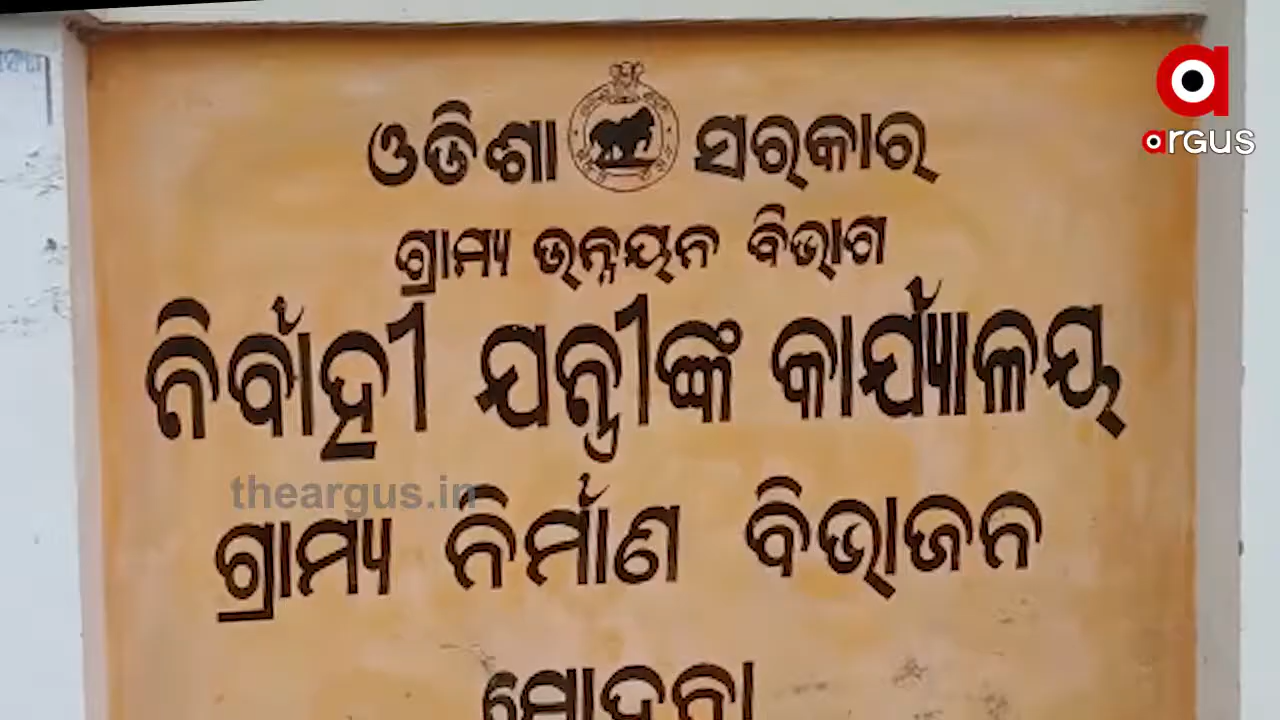 argus
ଓଡିଶା ସରକାର
ଗ୍ରାମ୍ୟ ଉନ୍ନୟନ ବିଭାଗ
ନିର୍ବାହୀ ଯନ୍ତ୍ରୀଙ୍କ କାର୍ଯ୍ୟାଳୟ
theargus.in
ଗ୍ରାମ୍ୟ ନିର୍ମାଣ ବିଭାଜନ